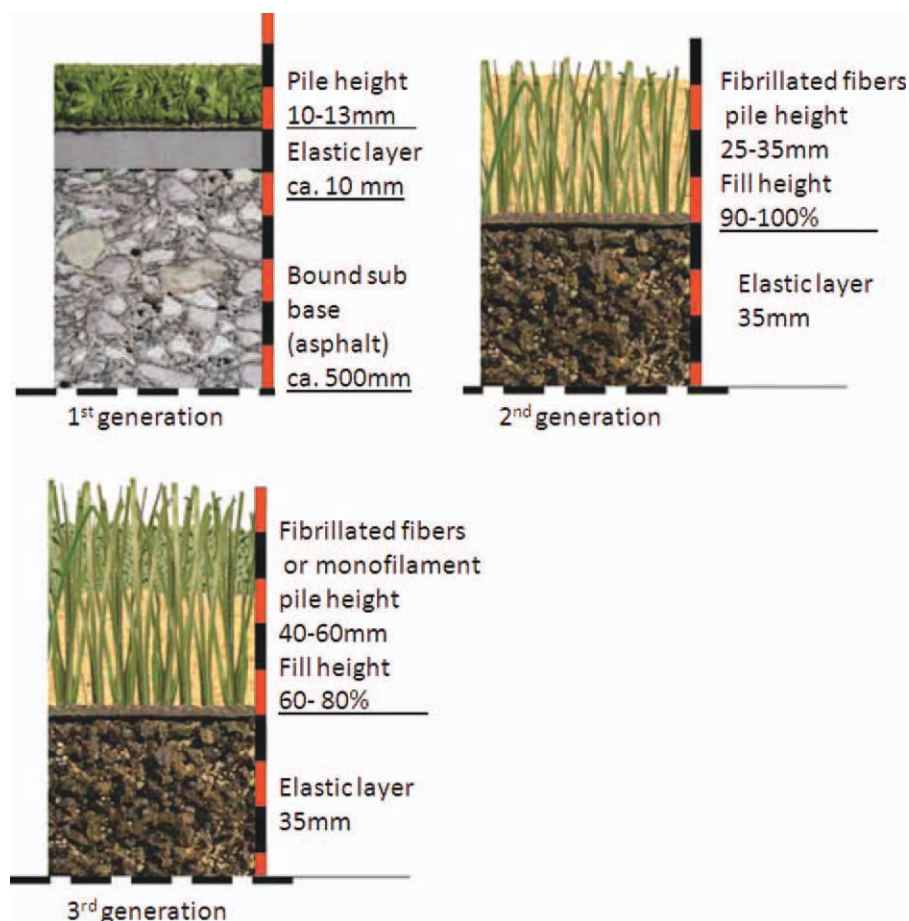 Pile height
10-13mm
Elastic layer
ca. 10 mm
Bound sub
base
(asphalt)
ca. 500mm
1st generation
Fibrillated fibers
pile height
25-35mm
Fill height
90-100%
Elastic layer
35mm
2nd generation
Fibrillated fibers
or monofilament
pile height
40-60mm
Fill height
60- 80%
Elastic layer
35mm
3rd generation